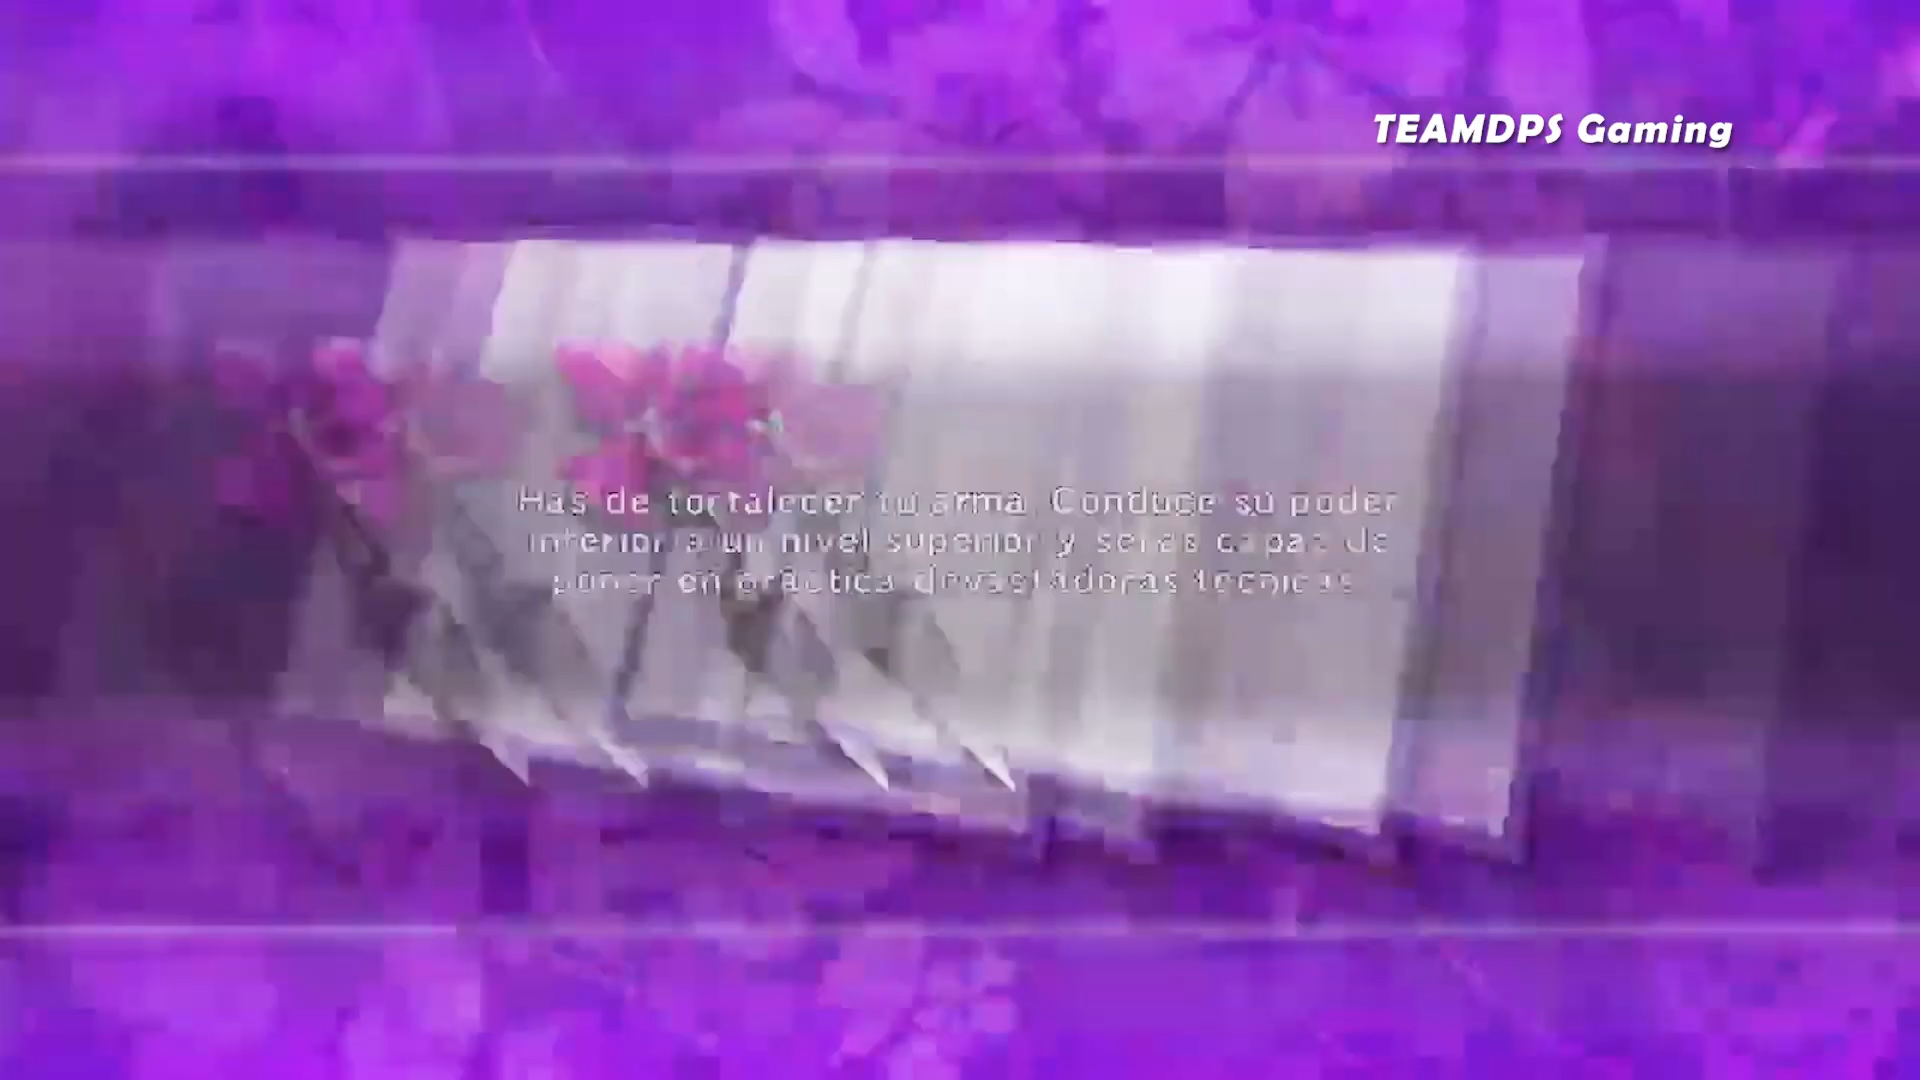 TEAMDPS Gaming
Has de fortalecer tu arma. Conduce su poder
interior a un nivel superior y serás capaz de
poner en práctica devastadoras técnicas.